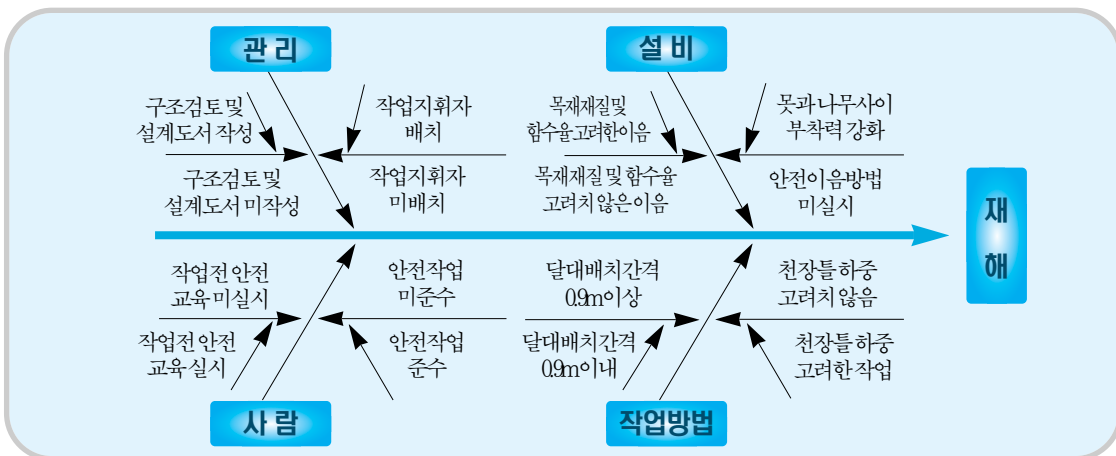 관 리
설 비
구조검토 및
설계도서 작성
작업지휘자
배치
목재재질 및
함수율고려한이음
못과 나무사이
부착력 강화
구조검토 및
설계도서 미작성
작업지휘자
미배치
목재재질 및 함수율
고려치 않은 이음
안전이음방법
미실시
재
해
작업전 안전
교육 미실시
안전작업
미준수
달대배치간격
0.9m이상
천장틀 하중
고려치 않음
작업전 안전
교육 실시
안전작업
준수
달대배치간격
0.9m이내
천장틀 하중
고려한 작업
사 람
작업방법